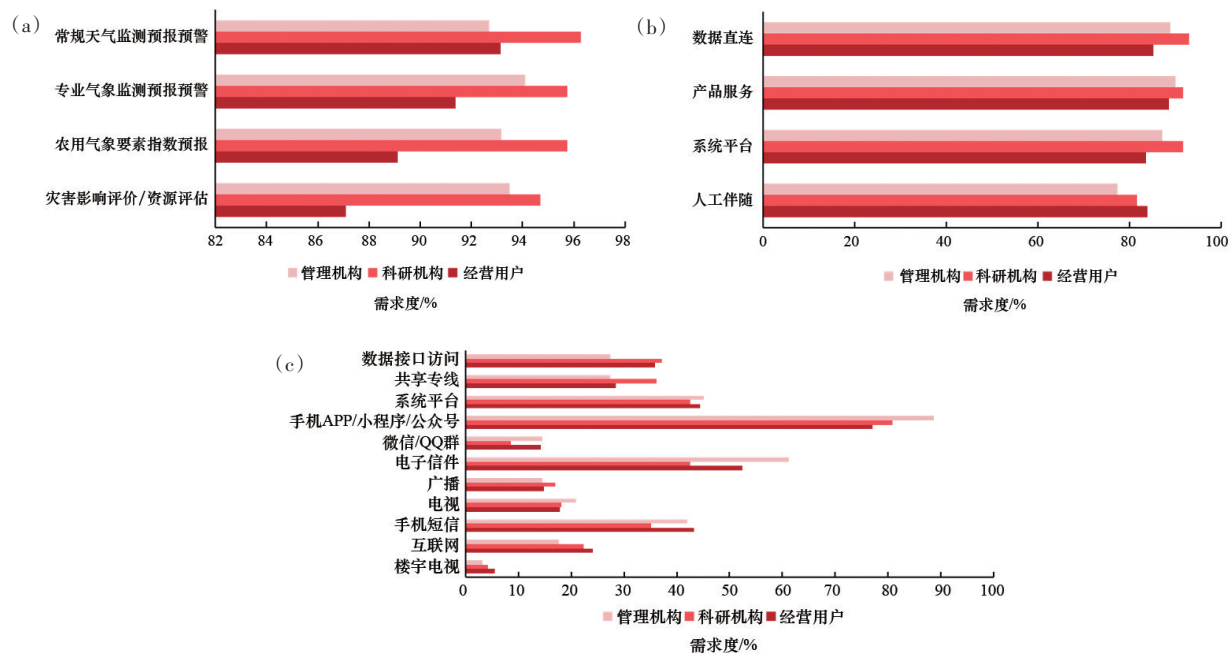 (a)
常规天气监测预报预警
专业气象监测预报预警
农用气象要素指数预报
灾害影响评价/资源评估
82 84 86 88 90 92 94 96 98
管理机构 科研机构 经营用户
需求度/%
(b)
数据直连
产品服务
系统平台
人工伴随
0 20 40 60 80 100
管理机构 科研机构 经营用户
需求度/%
(c)
数据接口访问
共享专线
系统平台
手机APP/小程序/公众号
微信/QQ群
电子信件
广播
电视
手机短信
互联网
楼宇电视
0 10 20 30 40 50 60 70 80 90 100
管理机构 科研机构 经营用户
需求度/%